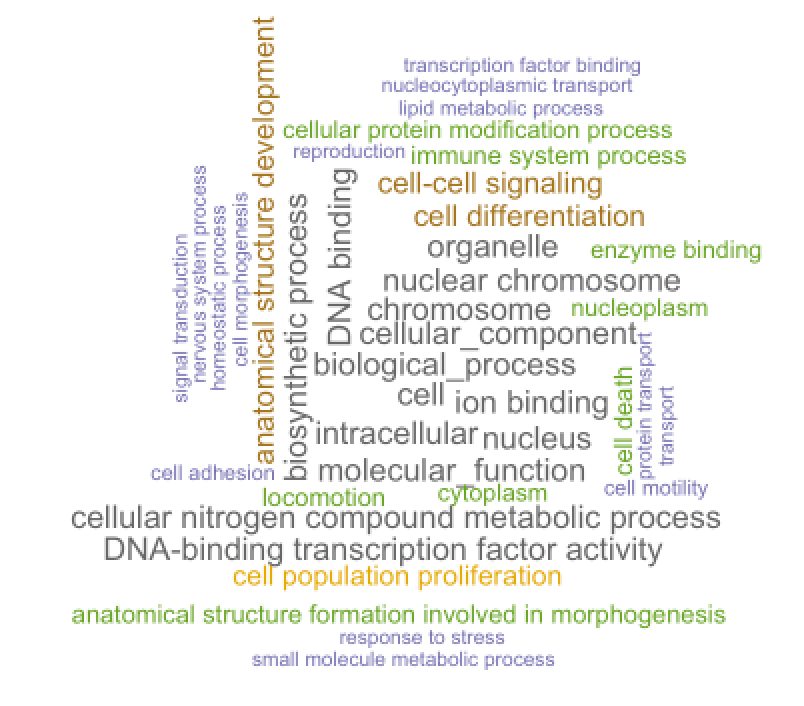 transcription factor binding
nucleocytoplasmic transport
lipid metabolic process
cellular protein modification process
reproduction
immune system process
cell-cell signaling
cell differentiation
organelle
enzyme binding
nuclear chromosome
chromosome
nucleoplasm
cellular_component
biological_process
cell
ion binding
intracellular
nucleus
molecular_function
signal transduction
nervous system process
homeostatic process
cell morphogenesis
anatomical structure development
biosynthetic process
DNA binding
cell death
protein transport
transport
cell adhesion
cell motility
locomotion
cytoplasm
cellular nitrogen compound metabolic process
DNA-binding transcription factor activity
cell population proliferation
anatomical structure formation involved in morphogenesis
response to stress
small molecule metabolic process